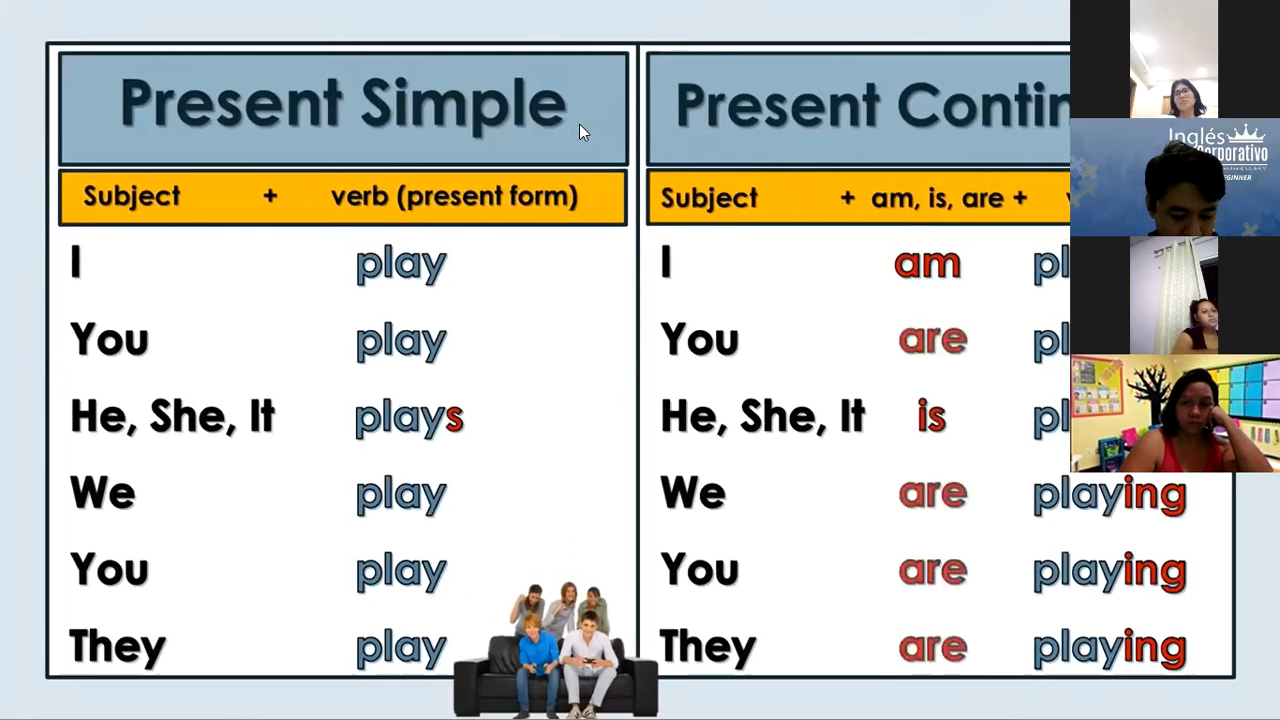 Present Simple
Subject + verb (present form)
I play
You play
He, She, It plays
We play
You play
They play
Present Contin
Subject + am, is, are +
I am pl
You are pl
He, She, It is pl
We are playing
You are playing
They are playing
Inglés
Corporativo